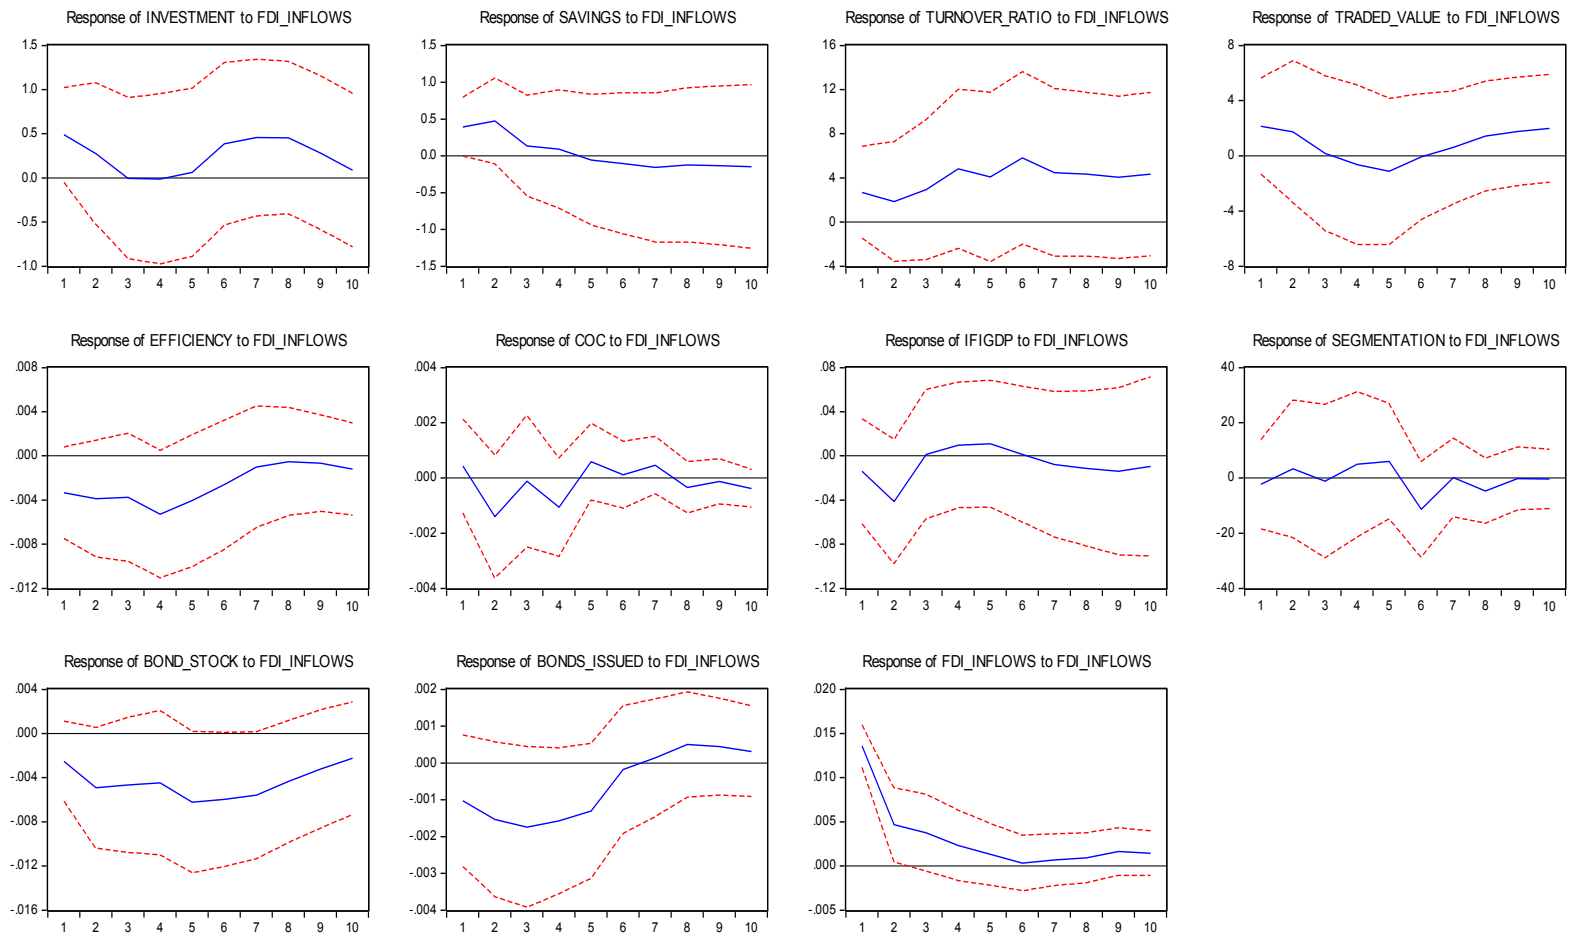 Response of INVESTMENT to FDI_INFLOWS
1.5
1.0
0.5
0.0
-0.5
-1.0
1 2 3 4 5 6 7 8 9 10
Response of SAVINGS to FDI_INFLOWS
1.5
1.0
0.5
0.0
-0.5
-1.0
-1.5
1 2 3 4 5 6 7 8 9 10
Response of TURNOVER_RATIO to FDI_INFLOWS
16
12
8
4
0
-4
1 2 3 4 5 6 7 8 9 10
Response of TRADED_VALUE to FDI_INFLOWS
8
4
0
-4
-8
1 2 3 4 5 6 7 8 9 10
Response of EFFICIENCY to FDI_INFLOWS
.008
.004
.000
-.004
-.008
-.012
1 2 3 4 5 6 7 8 9 10
Response of COC to FDI_INFLOWS
.004
.002
.000
-.002
-.004
1 2 3 4 5 6 7 8 9 10
Response of IFIGDP to FDI_INFLOWS
.08
.04
.00
-.04
-.08
-.12
1 2 3 4 5 6 7 8 9 10
Response of SEGMENTATION to FDI_INFLOWS
40
20
0
-20
-40
1 2 3 4 5 6 7 8 9 10
Response of BOND_STOCK to FDI_INFLOWS
.004
.000
-.004
-.008
-.012
-.016
1 2 3 4 5 6 7 8 9 10
Response of BONDS_ISSUED to FDI_INFLOWS
.002
.001
.000
-.001
-.002
-.003
-.004
1 2 3 4 5 6 7 8 9 10
Response of FDI_INFLOWS to FDI_INFLOWS
.020
.015
.010
.005
.000
-.005
1 2 3 4 5 6 7 8 9 10